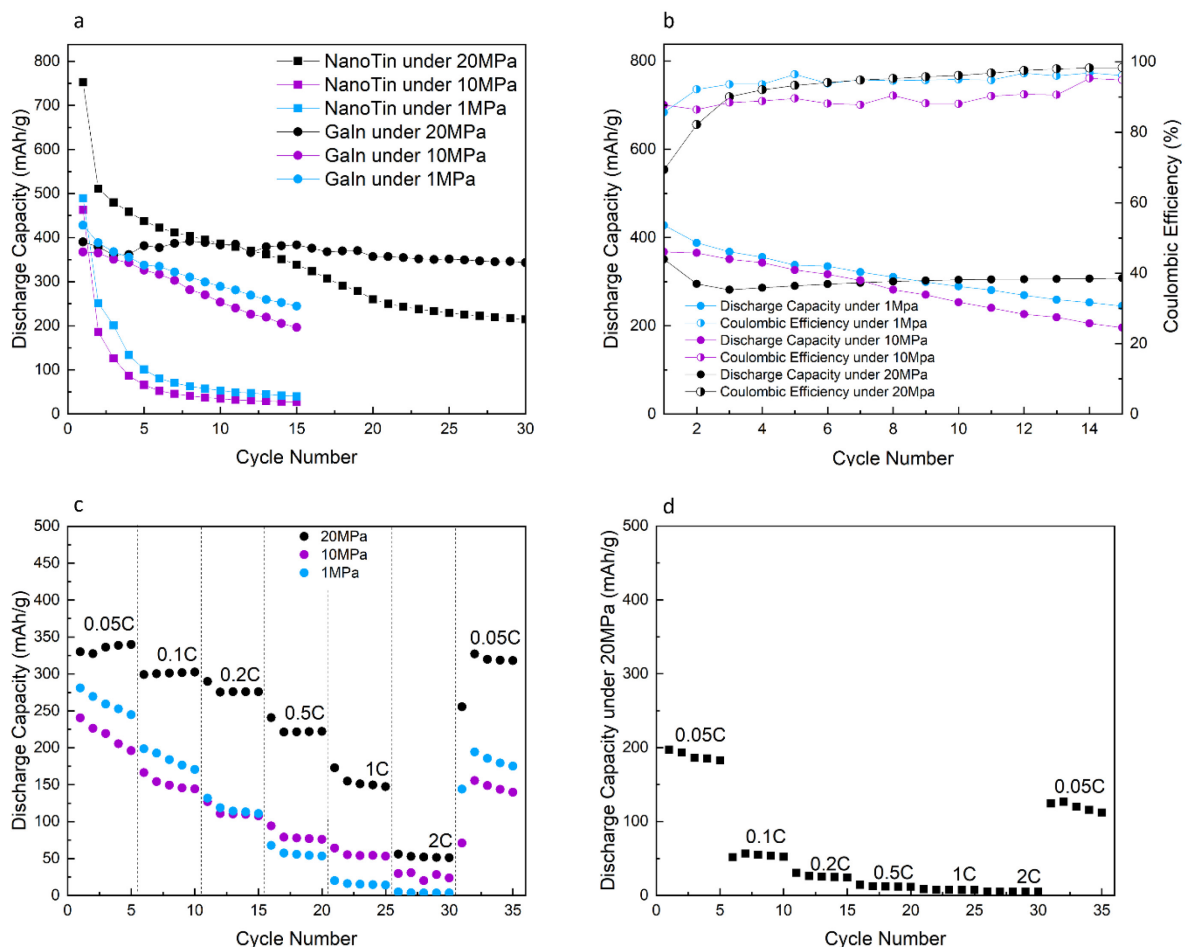 a
NanoTin under 20MPa
NanoTin under 10MPa
NanoTin under 1MPa
GaIn under 20MPa
GaIn under 10MPa
GaIn under 1MPa
800
700
600
500
400
300
200
100
0
Discharge Capacity (mAh/g)
0 5 10 15 20 25 30
Cycle Number
b
800
600
400
200
0
Discharge Capacity (mAh/g)
100
80
60
40
20
0
Coulombic Efficiency (%)
Discharge Capacity under 1Mpa
Coulombic Efficiency under 1Mpa
Discharge Capacity under 10MPa
Coulombic Efficiency under 10Mpa
Discharge Capacity under 20MPa
Coulombic Efficiency under 20Mpa
2 4 6 8 10 12 14
Cycle Number
c
500
450
400
350
300
250
200
150
100
50
0
Discharge Capacity (mAh/g)
20MPa
10MPa
1MPa
0.05C
0.1C
0.2C
0.5C
1C
2C
0.05C
0 5 10 15 20 25 30 35
Cycle Number
d
500
400
300
200
100
0
Discharge Capacity under 20MPa (mAh/g)
0.05C
0.1C
0.2C
0.5C
1C
2C
0.05C
0 5 10 15 20 25 30 35
Cycle Number